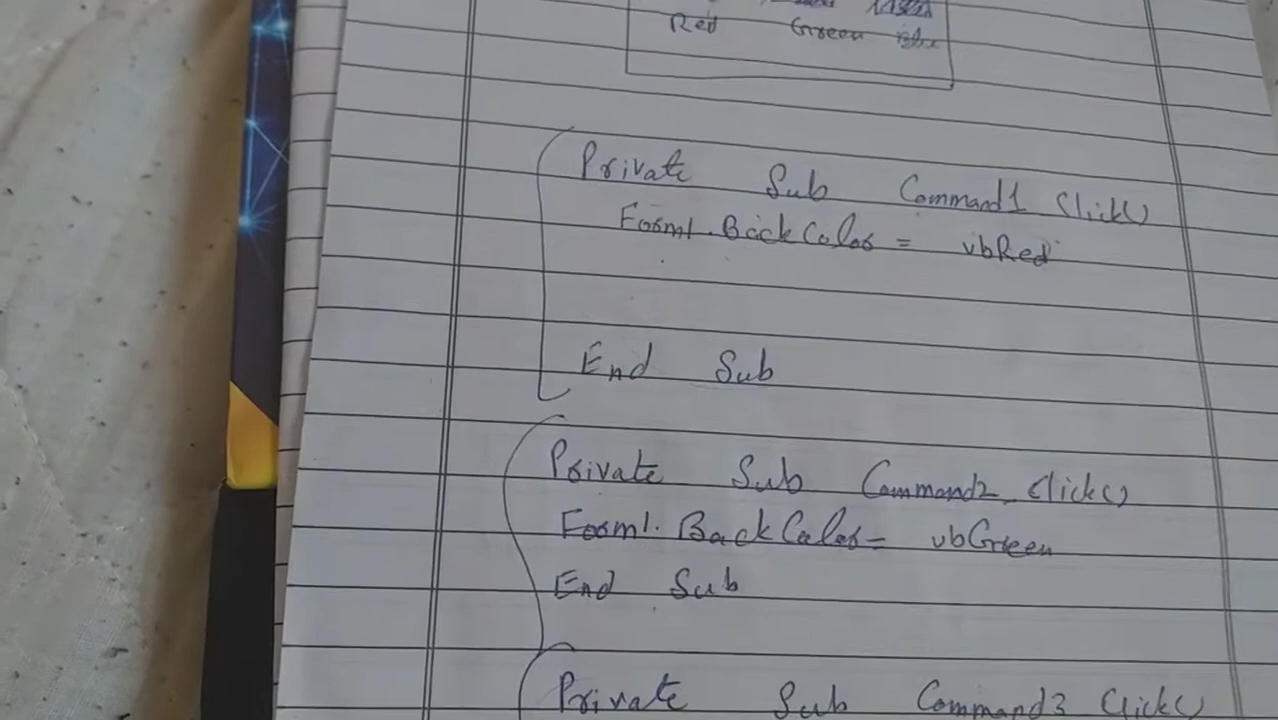 Red Green Blue
Private Sub Command1 Click()
Form1.BackColor = vbRed
End Sub
Private Sub Command2_Click()
Form1.BackColor = vbGreen
End Sub
Private Sub Command3 Click()